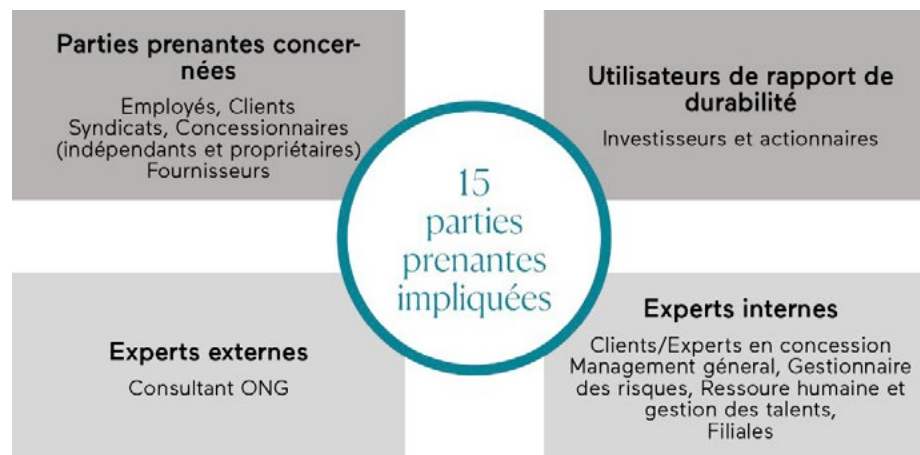 Parties prenantes concer-
nées
Employés, Clients
Syndicats, Concessionnaires
(indépendants et propriétaires)
Fournisseurs
Utilisateurs de rapport de
durabilité
Investisseurs et actionnaires
15
parties
prenantes
impliquées
Experts externes
Consultant ONG
Experts internes
Clients/Experts en concession
Management géneral, Gestionnaire
des risques, Ressoure humaine et
gestion des talents,
Filiales